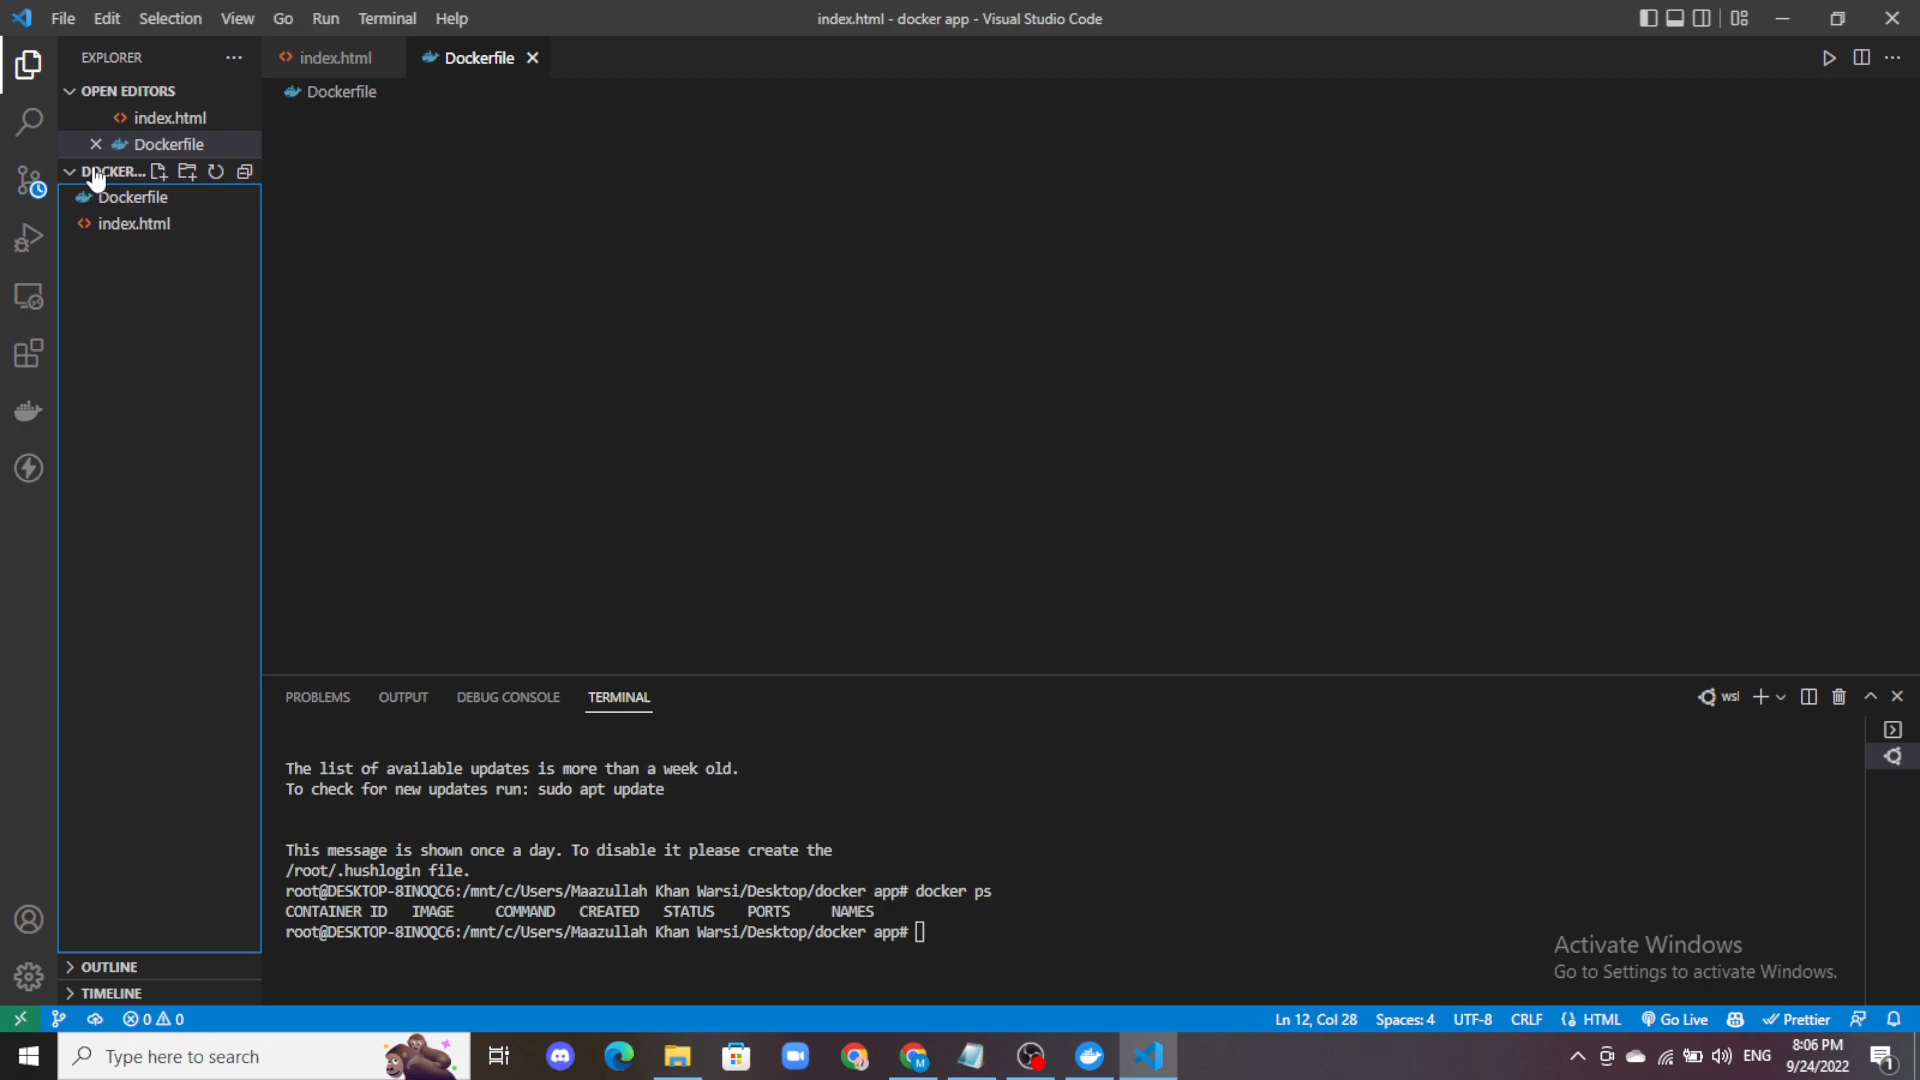 File Edit Selection View Go Run Terminal Help
index.html - docker app - Visual Studio Code
EXPLORER
OPEN EDITORS
index.html
Dockerfile
DOCKER...
Dockerfile
index.html
OUTLINE
TIMELINE
index.html
Dockerfile
Dockerfile
PROBLEMS OUTPUT DEBUG CONSOLE TERMINAL
wsl
The list of available updates is more than a week old.
To check for new updates run: sudo apt update
This message is shown once a day. To disable it please create the
/root/.hushlogin file.
root@DESKTOP-8INOQC6:/mnt/c/Users/Maazullah Khan Warsi/Desktop/docker app# docker ps
CONTAINER ID IMAGE COMMAND CREATED STATUS PORTS NAMES
root@DESKTOP-8INOQC6:/mnt/c/Users/Maazullah Khan Warsi/Desktop/docker app#
Activate Windows
Go to Settings to activate Windows.
0 0
Ln 12, Col 28 Spaces: 4 UTF-8 CRLF HTML Go Live Prettier
Type here to search
ENG
8:06 PM
9/24/2022
1